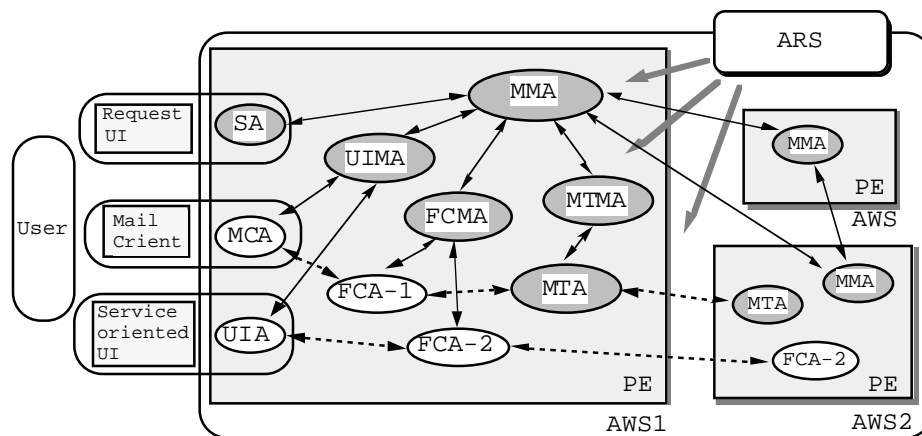 ARS
Request
UI
SA
MMA
UIMA
MMA
PE
AWS
User
Mail
Crient
MCA
FCMA
MTMA
FCA-1
MTA
MTA
MMA
Service
oriented
UI
UIA
FCA-2
FCA-2
PE
PE
AWS1
AWS2